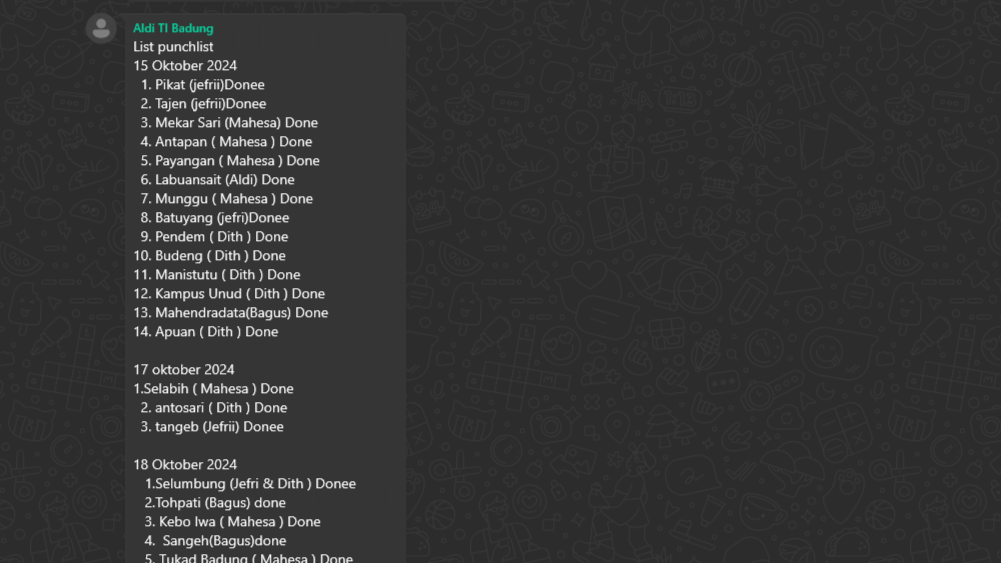 Aldi TI Badung
List punchlist
15 Oktober 2024
1. Pikat (jefrii)Donee
2. Tajen (jefrii)Donee
3. Mekar Sari (Mahesa) Done
4. Antapan ( Mahesa ) Done
5. Payangan ( Mahesa ) Done
6. Labuansait (Aldi) Done
7. Munggu ( Mahesa ) Done
8. Batuyang (jefri)Donee
9. Pendem ( Dith ) Done
10. Budeng ( Dith ) Done
11. Manistutu ( Dith ) Done
12. Kampus Unud ( Dith ) Done
13. Mahendradata(Bagus) Done
14. Apuan ( Dith ) Done
17 oktober 2024
1.Selabih ( Mahesa ) Done
2. antosari ( Dith ) Done
3. tangeb (Jefrii) Donee
18 Oktober 2024
1.Selumbung (Jefri & Dith ) Donee
2.Tohpati (Bagus) done
3. Kebo Iwa ( Mahesa ) Done
4. Sangeh(Bagus)done
5. Tukad Badung ( Mahesa ) Done